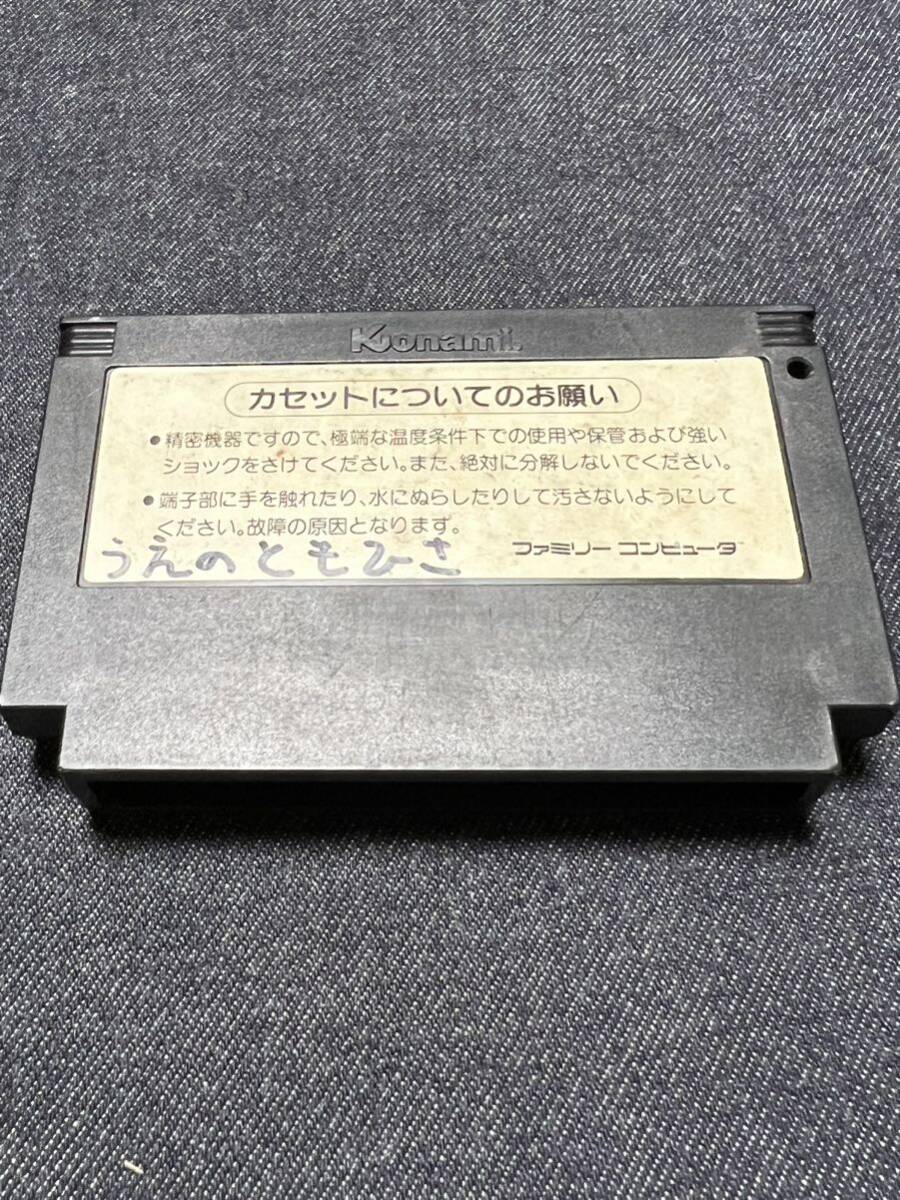 Konami.
カセットについてのお願い
●精密機器ですので、極端な温度条件下での使用や保管および強い
ショックをさけてください。また、絶対に分解しないでください。
●端子部に手を触れたり、水にぬらしたりして汚さないようにして
ください。故障の原因となります。
うえのともひさ
ファミリー コンピュータ™